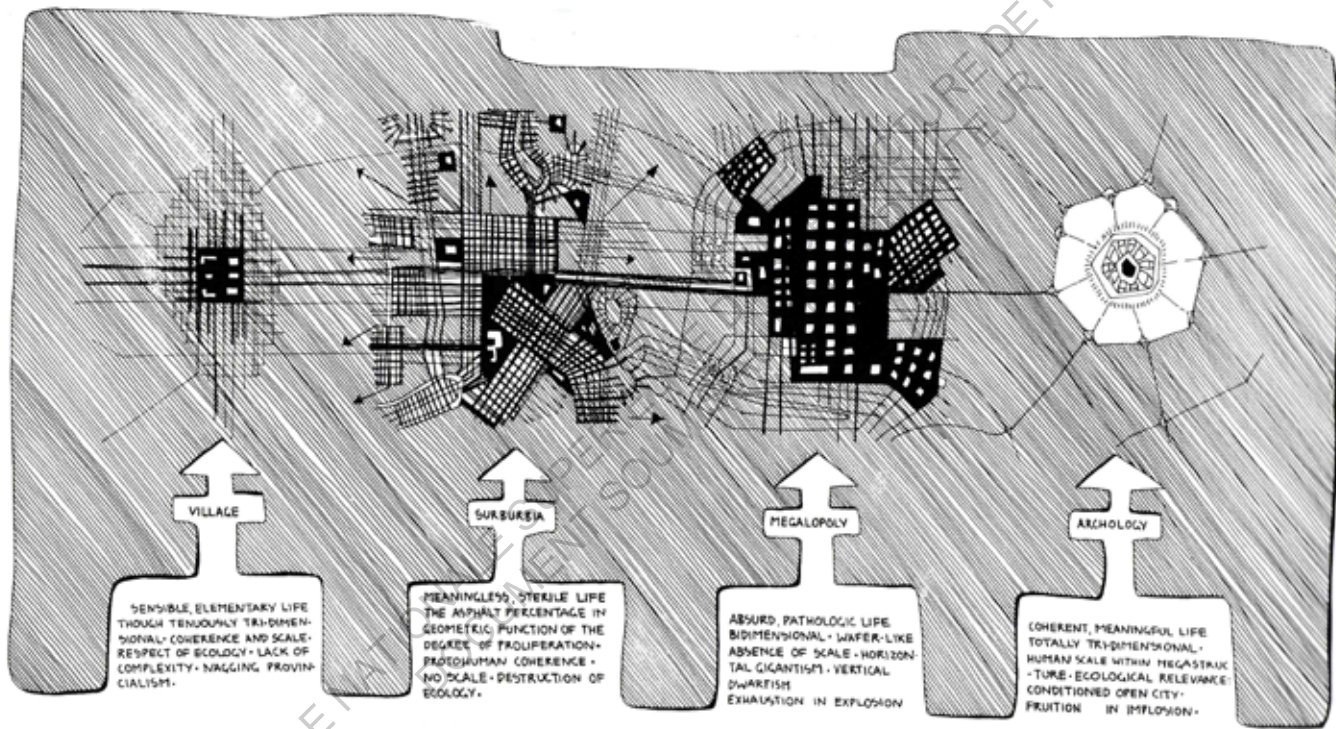 VILLAGE
SENSIBLE, ELEMENTARY LIFE
THOUGH TENUOUSLY TRI-DIMEN-
SIONAL · COHERENCE AND SCALE ·
RESPECT OF ECOLOGY · LACK OF
COMPLEXITY · NAGGING PROVIN-
CIALISM ·
SURBURBIA
MEANINGLESS, STERILE LIFE
THE ASPHALT PERCENTAGE IN
GEOMETRIC FUNCTION OF THE
DEGREE OF PROLIFERATION ·
PROTOHUMAN COHERENCE ·
NO SCALE · DESTRUCTION OF
ECOLOGY ·
MEGALOPOLY
ABSURD, PATHOLOGIC LIFE
BIDIMENSIONAL · WAFER-LIKE
ABSENCE OF SCALE · HORIZON-
TAL GIGANTISM · VERTICAL
DWARFISM
EXHAUSTION IN EXPLOSION
ARCHOLOGY
COHERENT, MEANINGFUL LIFE
TOTALLY TRI-DIMENSIONAL ·
HUMAN SCALE WITHIN MEGASTRUC
-TURE · ECOLOGICAL RELEVANCE ·
CONDITIONED OPEN CITY ·
FRUITION IN IMPLOSION ·